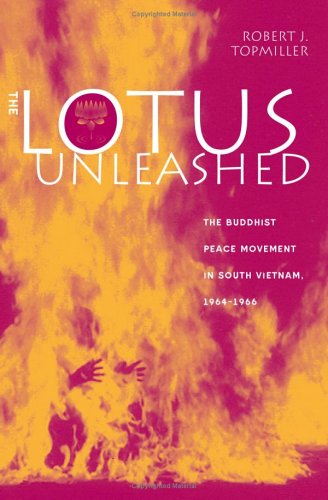 Copyrighted Material
ROBERT J.
TOPMILLER
THE
LOTUS
UNLEASHED
THE BUDDHIST
PEACE MOVEMENT
IN SOUTH VIETNAM,
1964–1966
Copyrighted Material